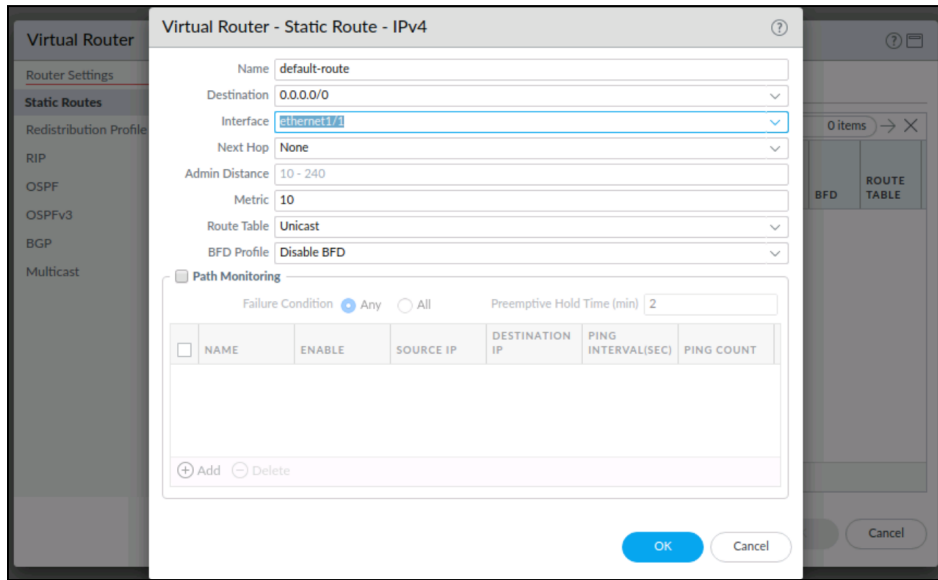 Virtual Router - Static Route - IPv4
Virtual Router
Router Settings
Static Routes
Redistribution Profile
RIP
OSPF
OSPFv3
BGP
Multicast
Name default-route
Destination 0.0.0.0/0
Interface ethernet1/1
Next Hop None
Admin Distance 10 - 240
Metric 10
Route Table Unicast
BFD Profile Disable BFD
Path Monitoring
Failure Condition Any All Preemptive Hold Time (min) 2
NAME ENABLE SOURCE IP DESTINATION IP PING INTERVAL(SEC) PING COUNT
Add Delete
OK Cancel
0 items
BFD ROUTE TABLE
Cancel